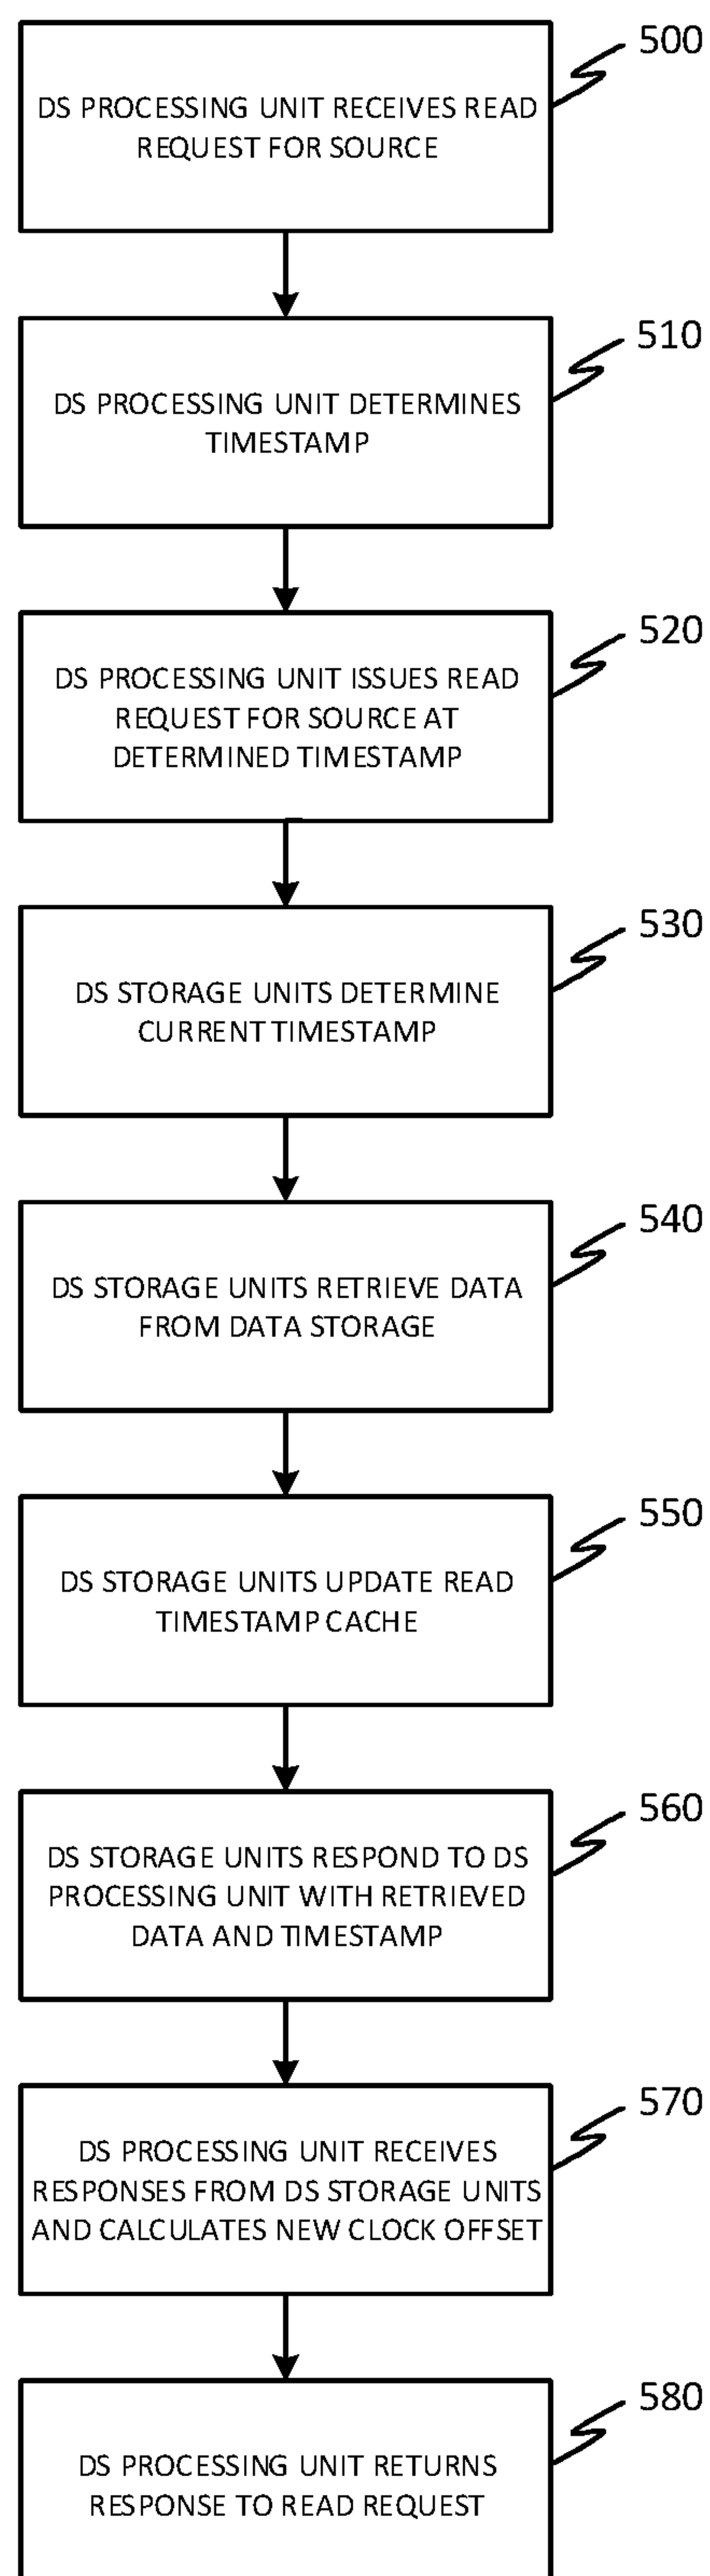 500
DS PROCESSING UNIT RECEIVES READ
REQUEST FOR SOURCE
510
DS PROCESSING UNIT DETERMINES
TIMESTAMP
520
DS PROCESSING UNIT ISSUES READ
REQUEST FOR SOURCE AT
DETERMINED TIMESTAMP
530
DS STORAGE UNITS DETERMINE
CURRENT TIMESTAMP
540
DS STORAGE UNITS RETRIEVE DATA
FROM DATA STORAGE
550
DS STORAGE UNITS UPDATE READ
TIMESTAMP CACHE
560
DS STORAGE UNITS RESPOND TO DS
PROCESSING UNIT WITH RETRIEVED
DATA AND TIMESTAMP
570
DS PROCESSING UNIT RECEIVES
RESPONSES FROM DS STORAGE UNITS
AND CALCULATES NEW CLOCK OFFSET
580
DS PROCESSING UNIT RETURNS
RESPONSE TO READ REQUEST